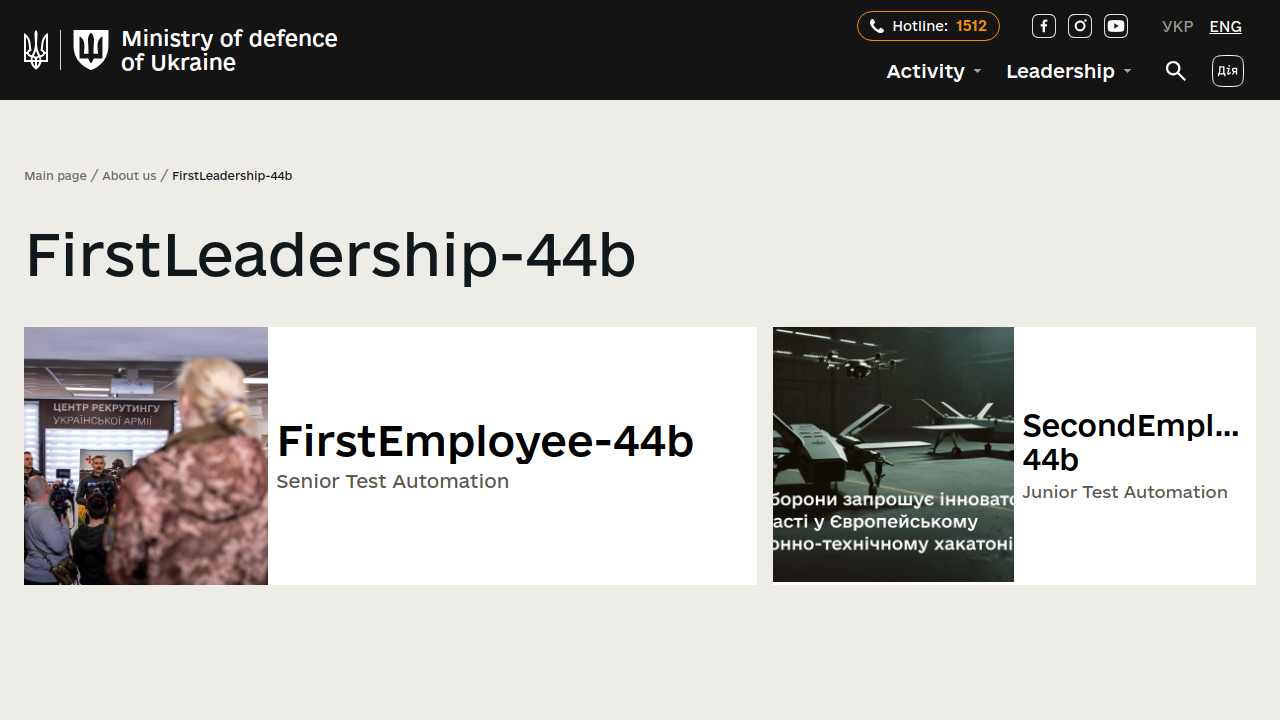 Ministry of defence
of Ukraine
Hotline: 1512
УКР ENG
Activity Leadership
Дія
Main page / About us / FirstLeadership-44b
FirstLeadership-44b
ЦЕНТР РЕКРУТИНГУ
УКРАЇНСЬКОЇ АРМІЇ
FirstEmployee-44b
Senior Test Automation
борони запрошує інновато
асті у Європейському
онно-технічному хакатоні
SecondEmpl...
44b
Junior Test Automation